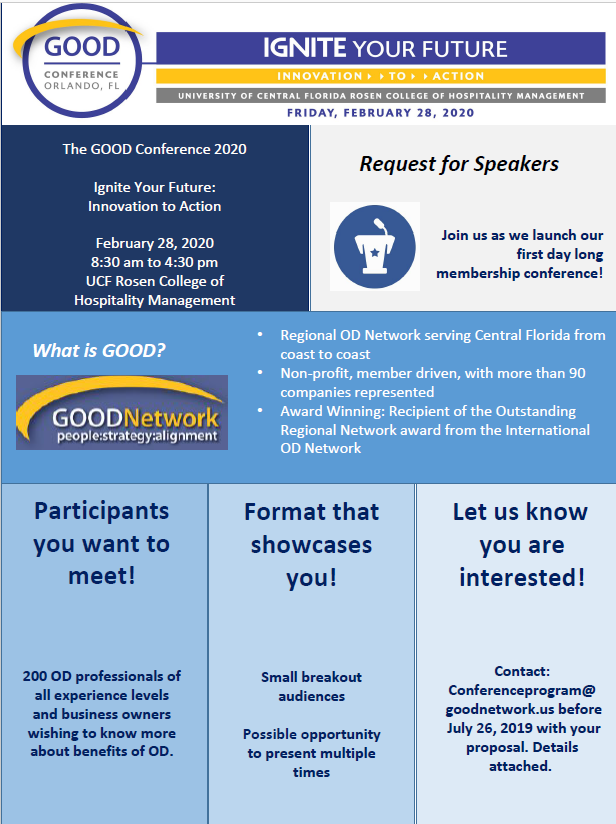 GOOD
CONFERENCE
ORLANDO, FL
IGNITE YOUR FUTURE
INNOVATION TO ACTION
UNIVERSITY OF CENTRAL FLORIDA ROSEN COLLEGE OF HOSPITALITY MANAGEMENT
FRIDAY, FEBRUARY 28, 2020
The GOOD Conference 2020
Ignite Your Future:
Innovation to Action
February 28, 2020
8:30 am to 4:30 pm
UCF Rosen College of
Hospitality Management
Request for Speakers
Join us as we launch our
first day long
membership conference!
What is GOOD?
GOODNetwork
people:strategy:alignment
• Regional OD Network serving Central Florida from
coast to coast
• Non-profit, member driven, with more than 90
companies represented
• Award Winning: Recipient of the Outstanding
Regional Network award from the International
OD Network
Participants
you want to
meet!
200 OD professionals of
all experience levels
and business owners
wishing to know more
about benefits of OD.
Format that
showcases
you!
Small breakout
audiences
Possible opportunity
to present multiple
times
Let us know
you are
interested!
Contact:
Conferenceprogram@
goodnetwork.us before
July 26, 2019 with your
proposal. Details
attached.